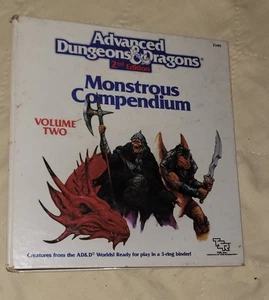 Advanced
Dungeons & Dragons
2nd Edition
Monstrous
Compendium
VOLUME
TWO
Creatures from the AD&D® Worlds! Ready for play in a 3-ring binder!